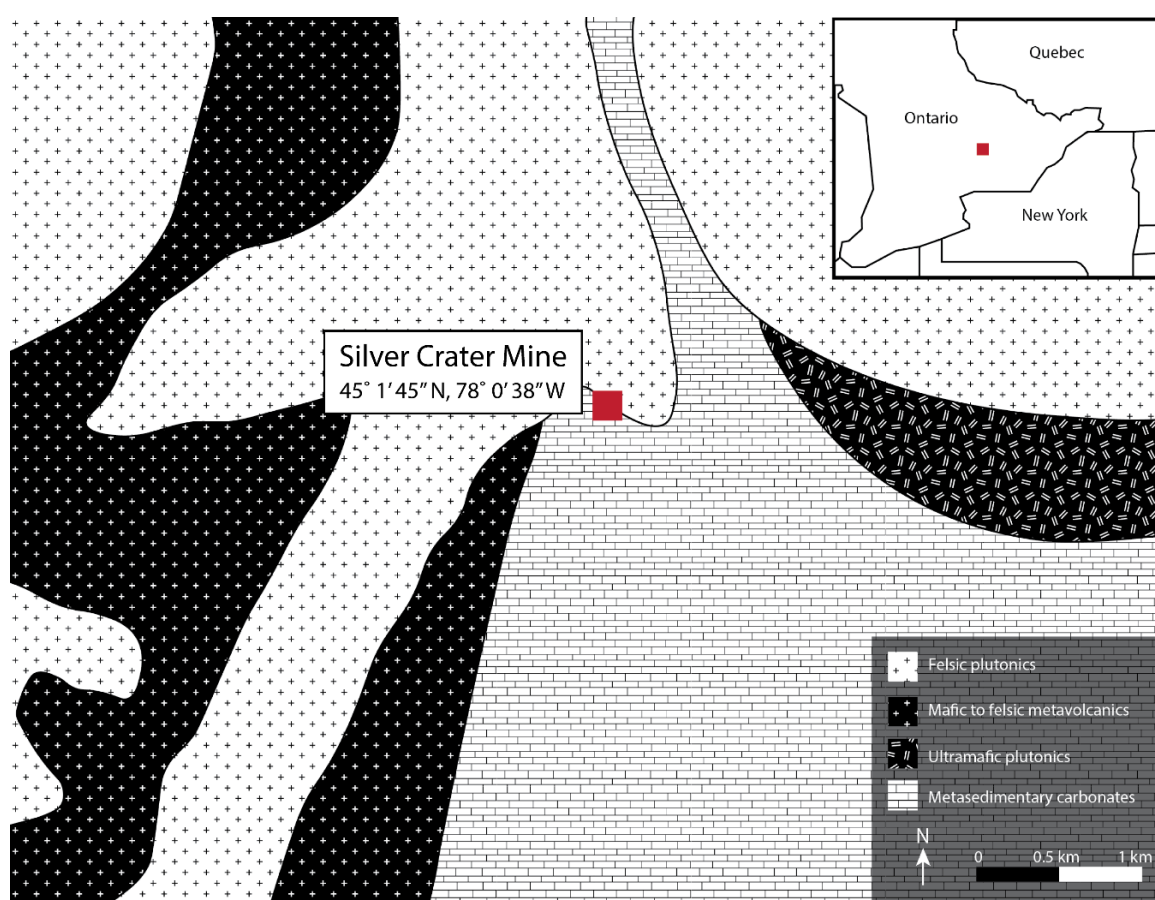 Quebec
Ontario
New York
Silver Crater Mine
45° 1' 45" N, 78° 0' 38" W
Felsic plutonics
Mafic to felsic metavolcanics
Ultramafic plutonics
Metasedimentary carbonates
N
0 0.5 km 1 km